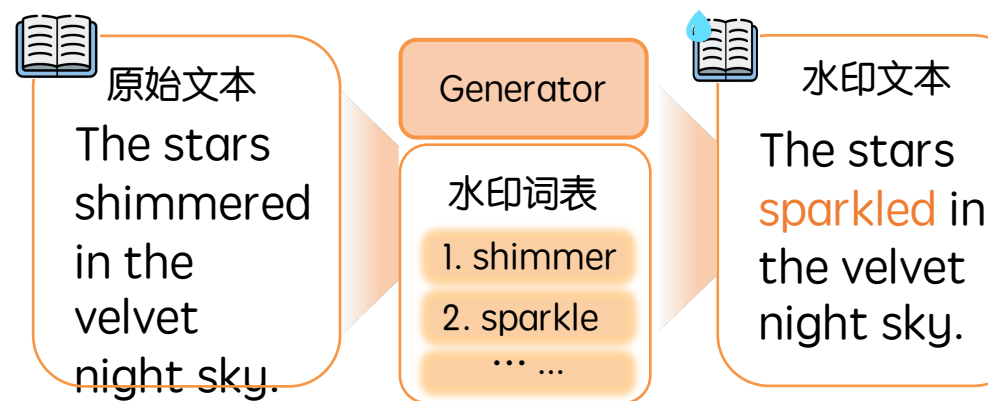 原始文本
The stars
shimmered
in the
velvet
night sky.
Generator
水印词表
1. shimmer
2. sparkle
... ...
水印文本
The stars
sparkled in
the velvet
night sky.